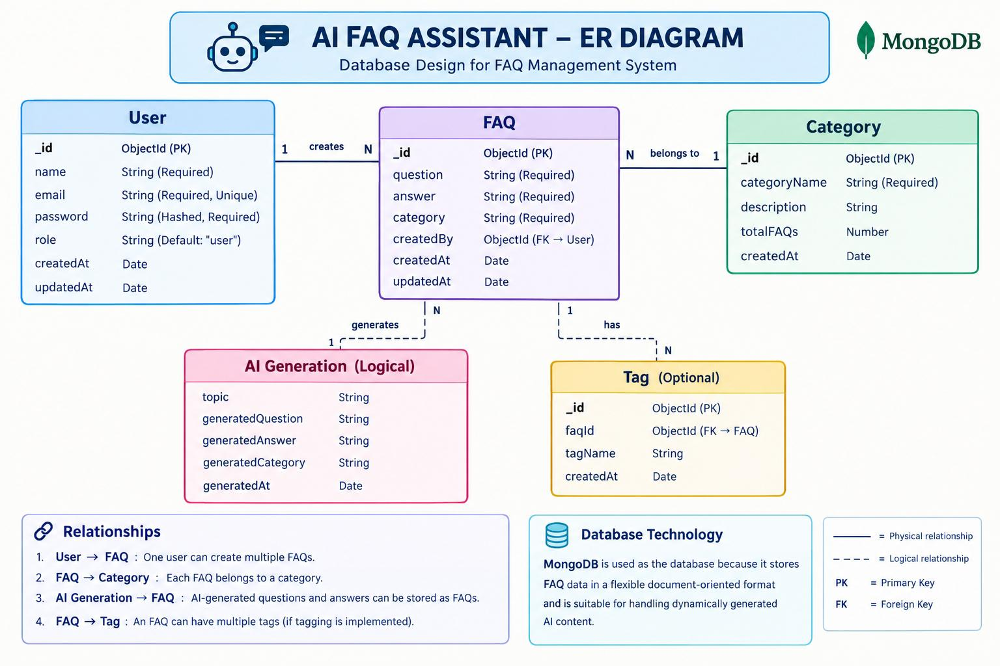 AI FAQ ASSISTANT – ER DIAGRAM
Database Design for FAQ Management System
MongoDB
User
_id ObjectId (PK)
name String (Required)
email String (Required, Unique)
password String (Hashed, Required)
role String (Default: "user")
createdAt Date
updatedAt Date
1 creates N
FAQ
_id ObjectId (PK)
question String (Required)
answer String (Required)
category String (Required)
createdBy ObjectId (FK → User)
createdAt Date
updatedAt Date
N belongs to 1
Category
_id ObjectId (PK)
categoryName String (Required)
description String
totalFAQs Number
createdAt Date
N
generates
1
1
has
N
AI Generation (Logical)
topic String
generatedQuestion String
generatedAnswer String
generatedCategory String
generatedAt Date
Tag (Optional)
_id ObjectId (PK)
faqId ObjectId (FK → FAQ)
tagName String
createdAt Date
Relationships
1. User → FAQ : One user can create multiple FAQs.
2. FAQ → Category : Each FAQ belongs to a category.
3. AI Generation → FAQ : AI-generated questions and answers can be stored as FAQs.
4. FAQ → Tag : An FAQ can have multiple tags (if tagging is implemented).
Database Technology
MongoDB is used as the database because it stores
FAQ data in a flexible document-oriented format
and is suitable for handling dynamically generated
AI content.
= Physical relationship
= Logical relationship
PK = Primary Key
FK = Foreign Key